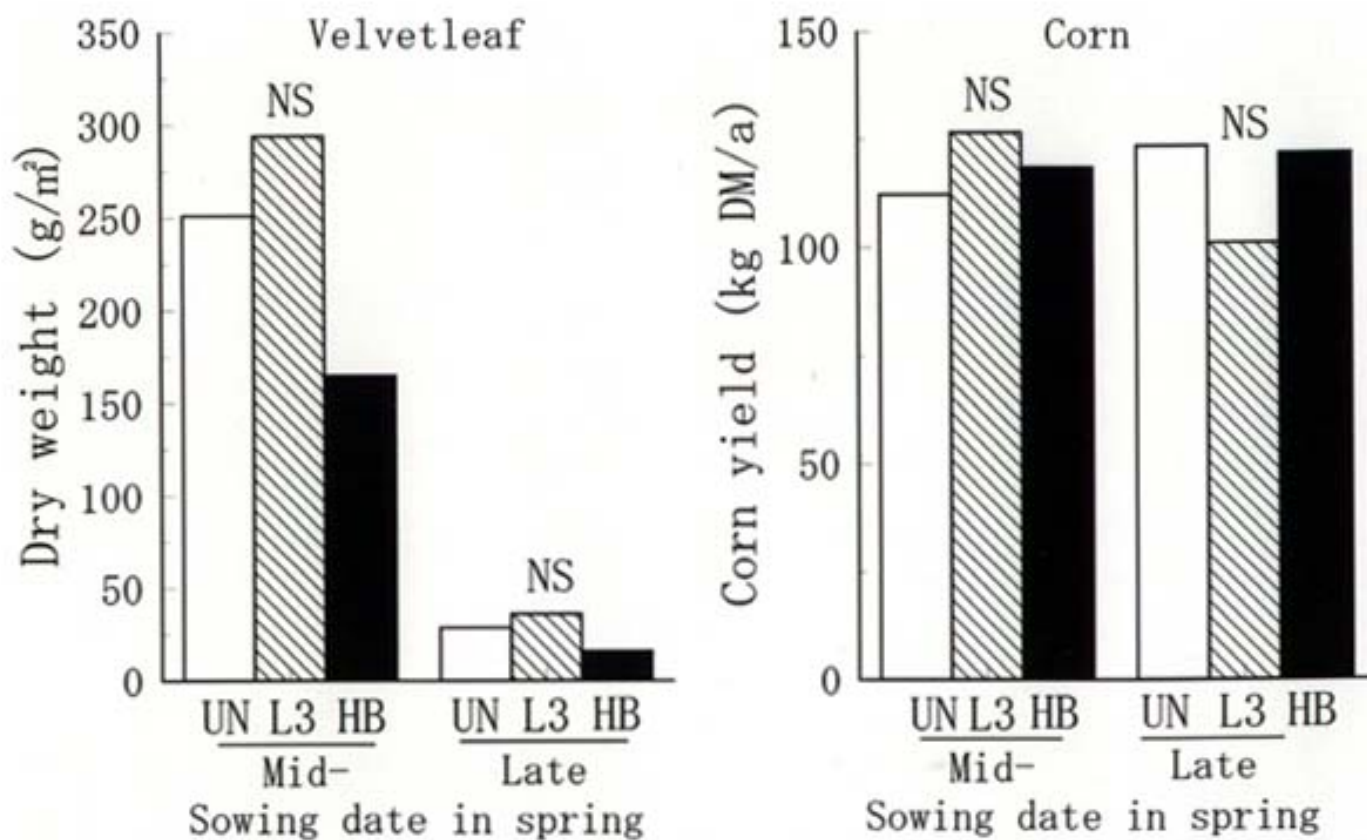 Velvetleaf
Dry weight (g/㎡)
350
300
250
200
150
100
50
0
NS
NS
UN L3 HB
UN L3 HB
Mid-
Late
Sowing date in spring
Corn
Corn yield (kg DM/a)
150
100
50
0
NS
NS
UN L3 HB
UN L3 HB
Mid-
Late
Sowing date in spring